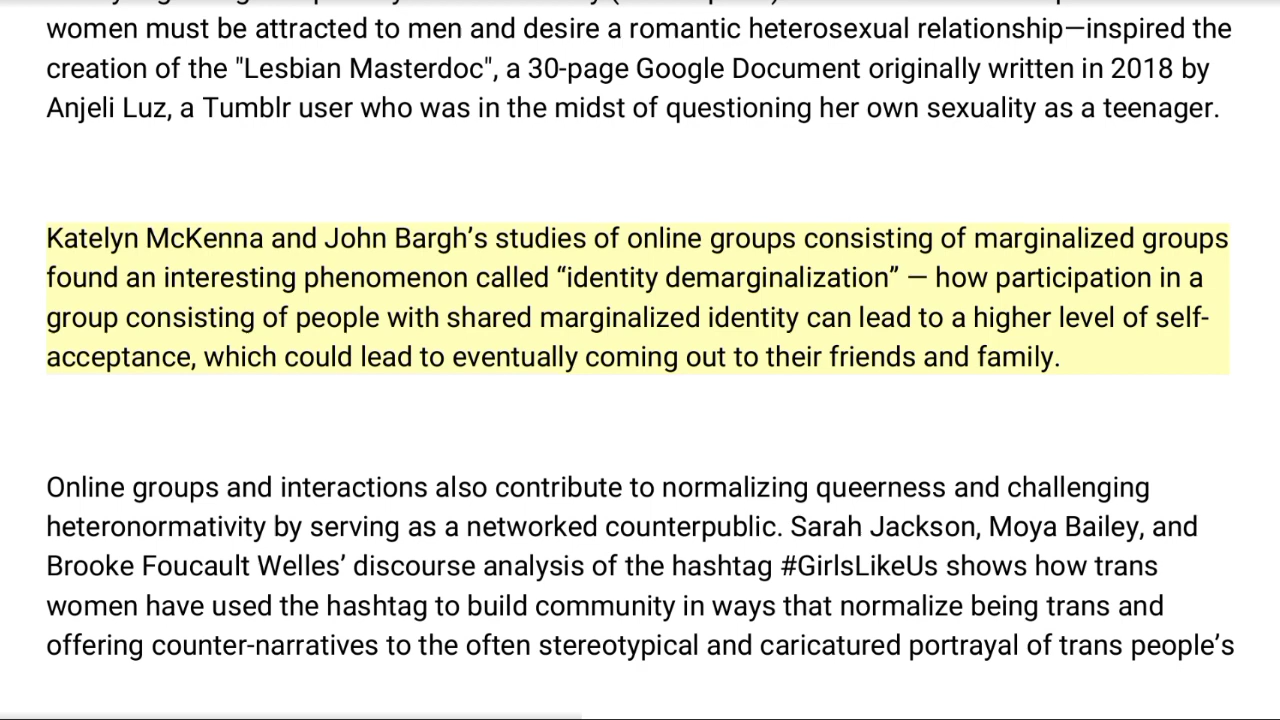 women must be attracted to men and desire a romantic heterosexual relationship—inspired the
creation of the "Lesbian Masterdoc", a 30-page Google Document originally written in 2018 by
Anjeli Luz, a Tumblr user who was in the midst of questioning her own sexuality as a teenager.
Katelyn McKenna and John Bargh’s studies of online groups consisting of marginalized groups
found an interesting phenomenon called “identity demarginalization” — how participation in a
group consisting of people with shared marginalized identity can lead to a higher level of self-
acceptance, which could lead to eventually coming out to their friends and family.
Online groups and interactions also contribute to normalizing queerness and challenging
heteronormativity by serving as a networked counterpublic. Sarah Jackson, Moya Bailey, and
Brooke Foucault Welles’ discourse analysis of the hashtag #GirlsLikeUs shows how trans
women have used the hashtag to build community in ways that normalize being trans and
offering counter-narratives to the often stereotypical and caricatured portrayal of trans people’s